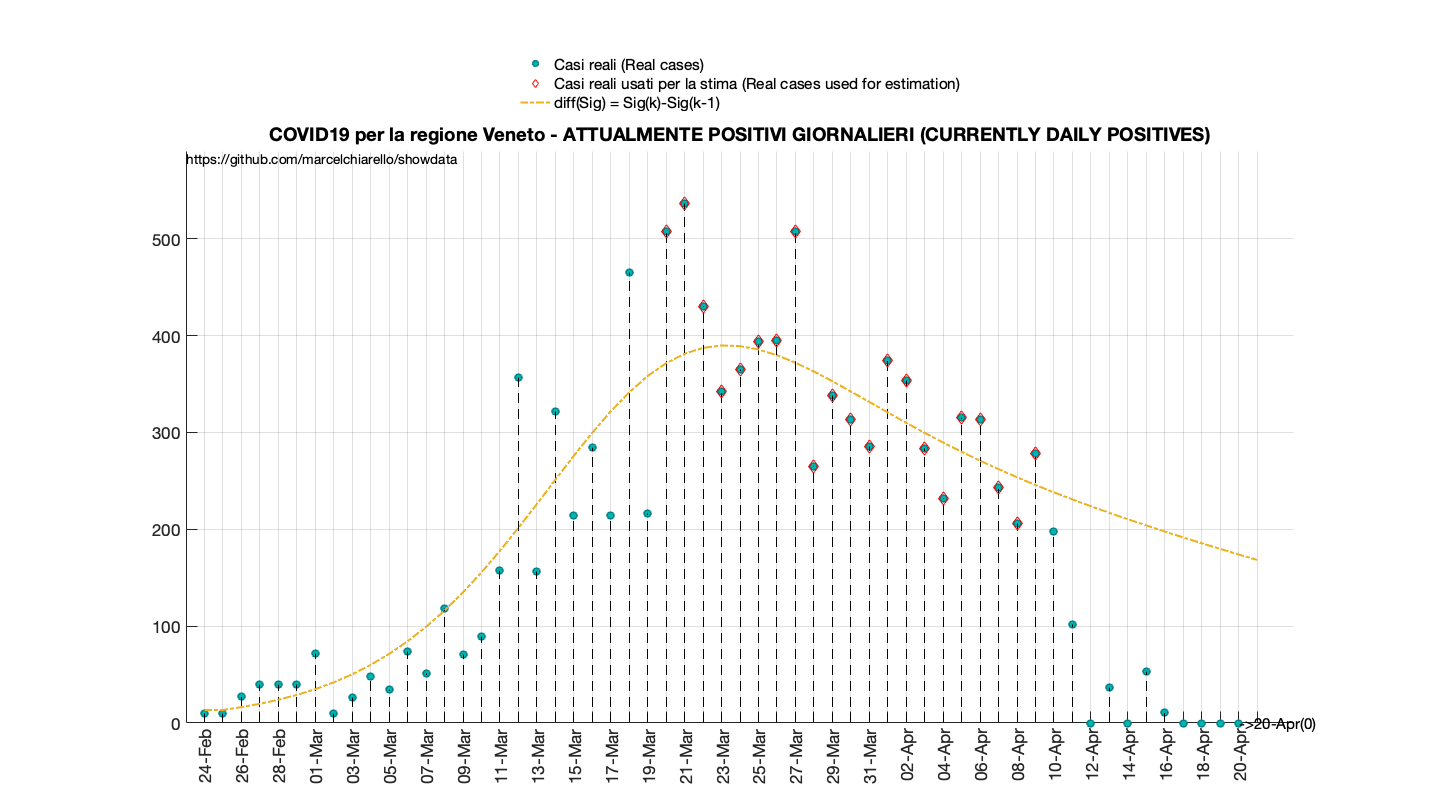 Casi reali (Real cases)
Casi reali usati per la stima (Real cases used for estimation)
diff(Sig) = Sig(k)-Sig(k-1)
COVID19 per la regione Veneto - ATTUALMENTE POSITIVI GIORNALIERI (CURRENTLY DAILY POSITIVES)
https://github.com/marcelchiarello/showdata
500
400
300
200
100
0
->20-Apr(0)
24-Feb
26-Feb
28-Feb
01-Mar
03-Mar
05-Mar
07-Mar
09-Mar
11-Mar
13-Mar
15-Mar
17-Mar
19-Mar
21-Mar
23-Mar
25-Mar
27-Mar
29-Mar
31-Mar
02-Apr
04-Apr
06-Apr
08-Apr
10-Apr
12-Apr
14-Apr
16-Apr
18-Apr
20-Apr